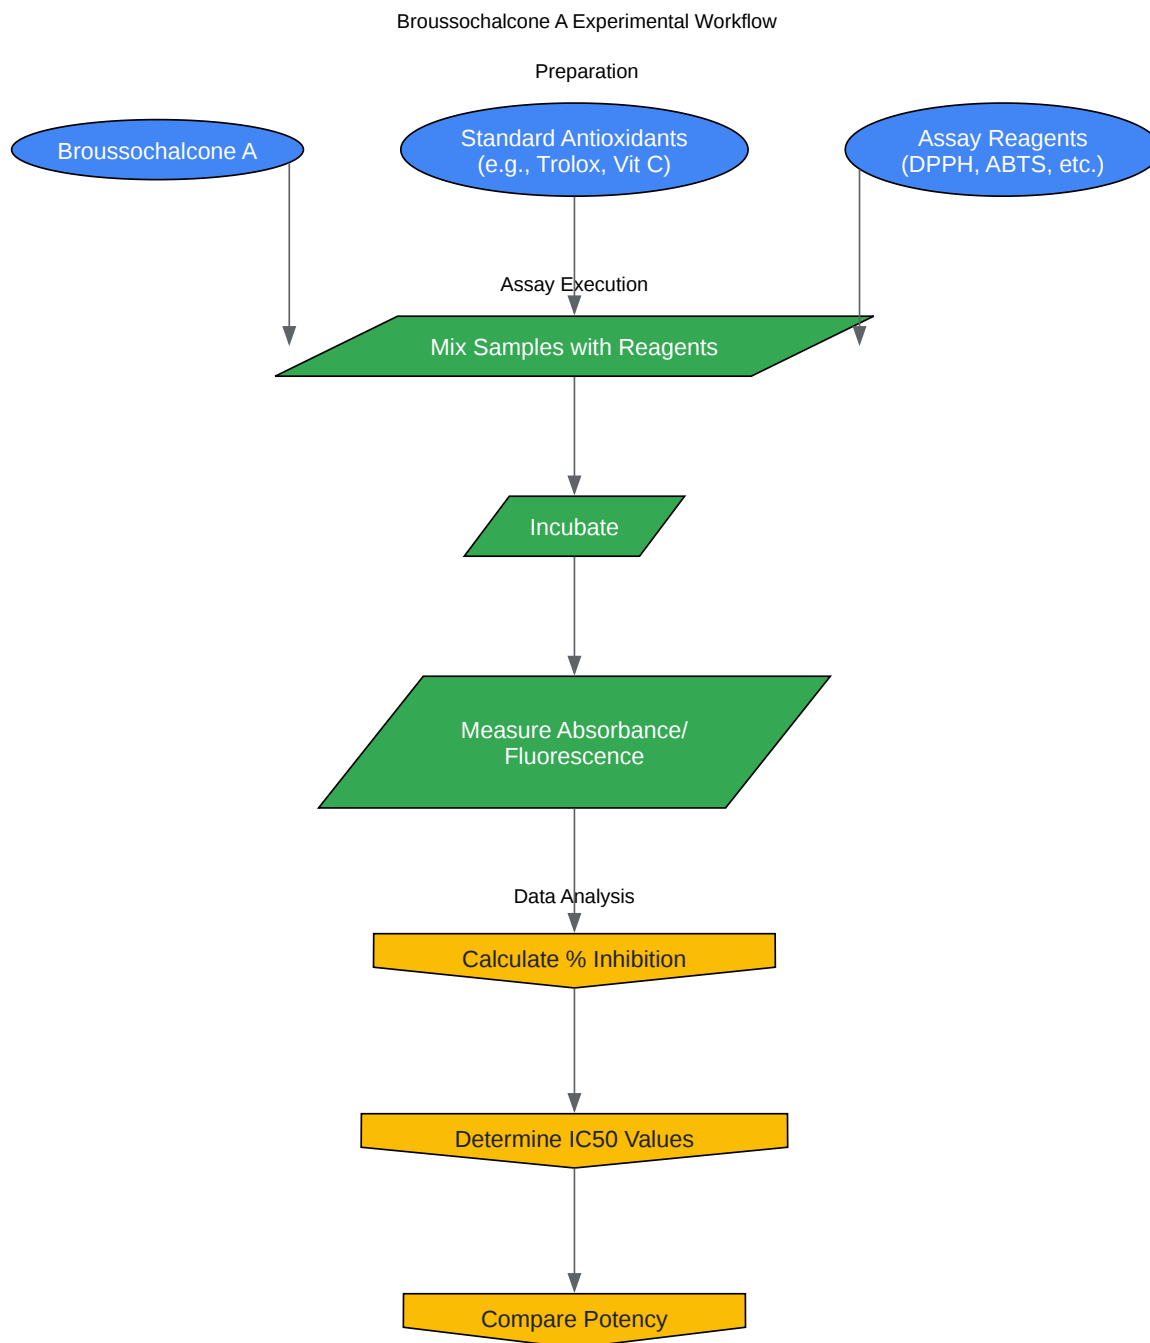 Broussochalcone A Experimental Workflow
Preparation
Broussochalcone A
Standard Antioxidants
(e.g., Trolox, Vit C)
Assay Reagents
(DPPH, ABTS, etc.)
Assay Execution
Mix Samples with Reagents
Incubate
Measure Absorbance/
Fluorescence
Data Analysis
Calculate % Inhibition
Determine IC50 Values
Compare Potency